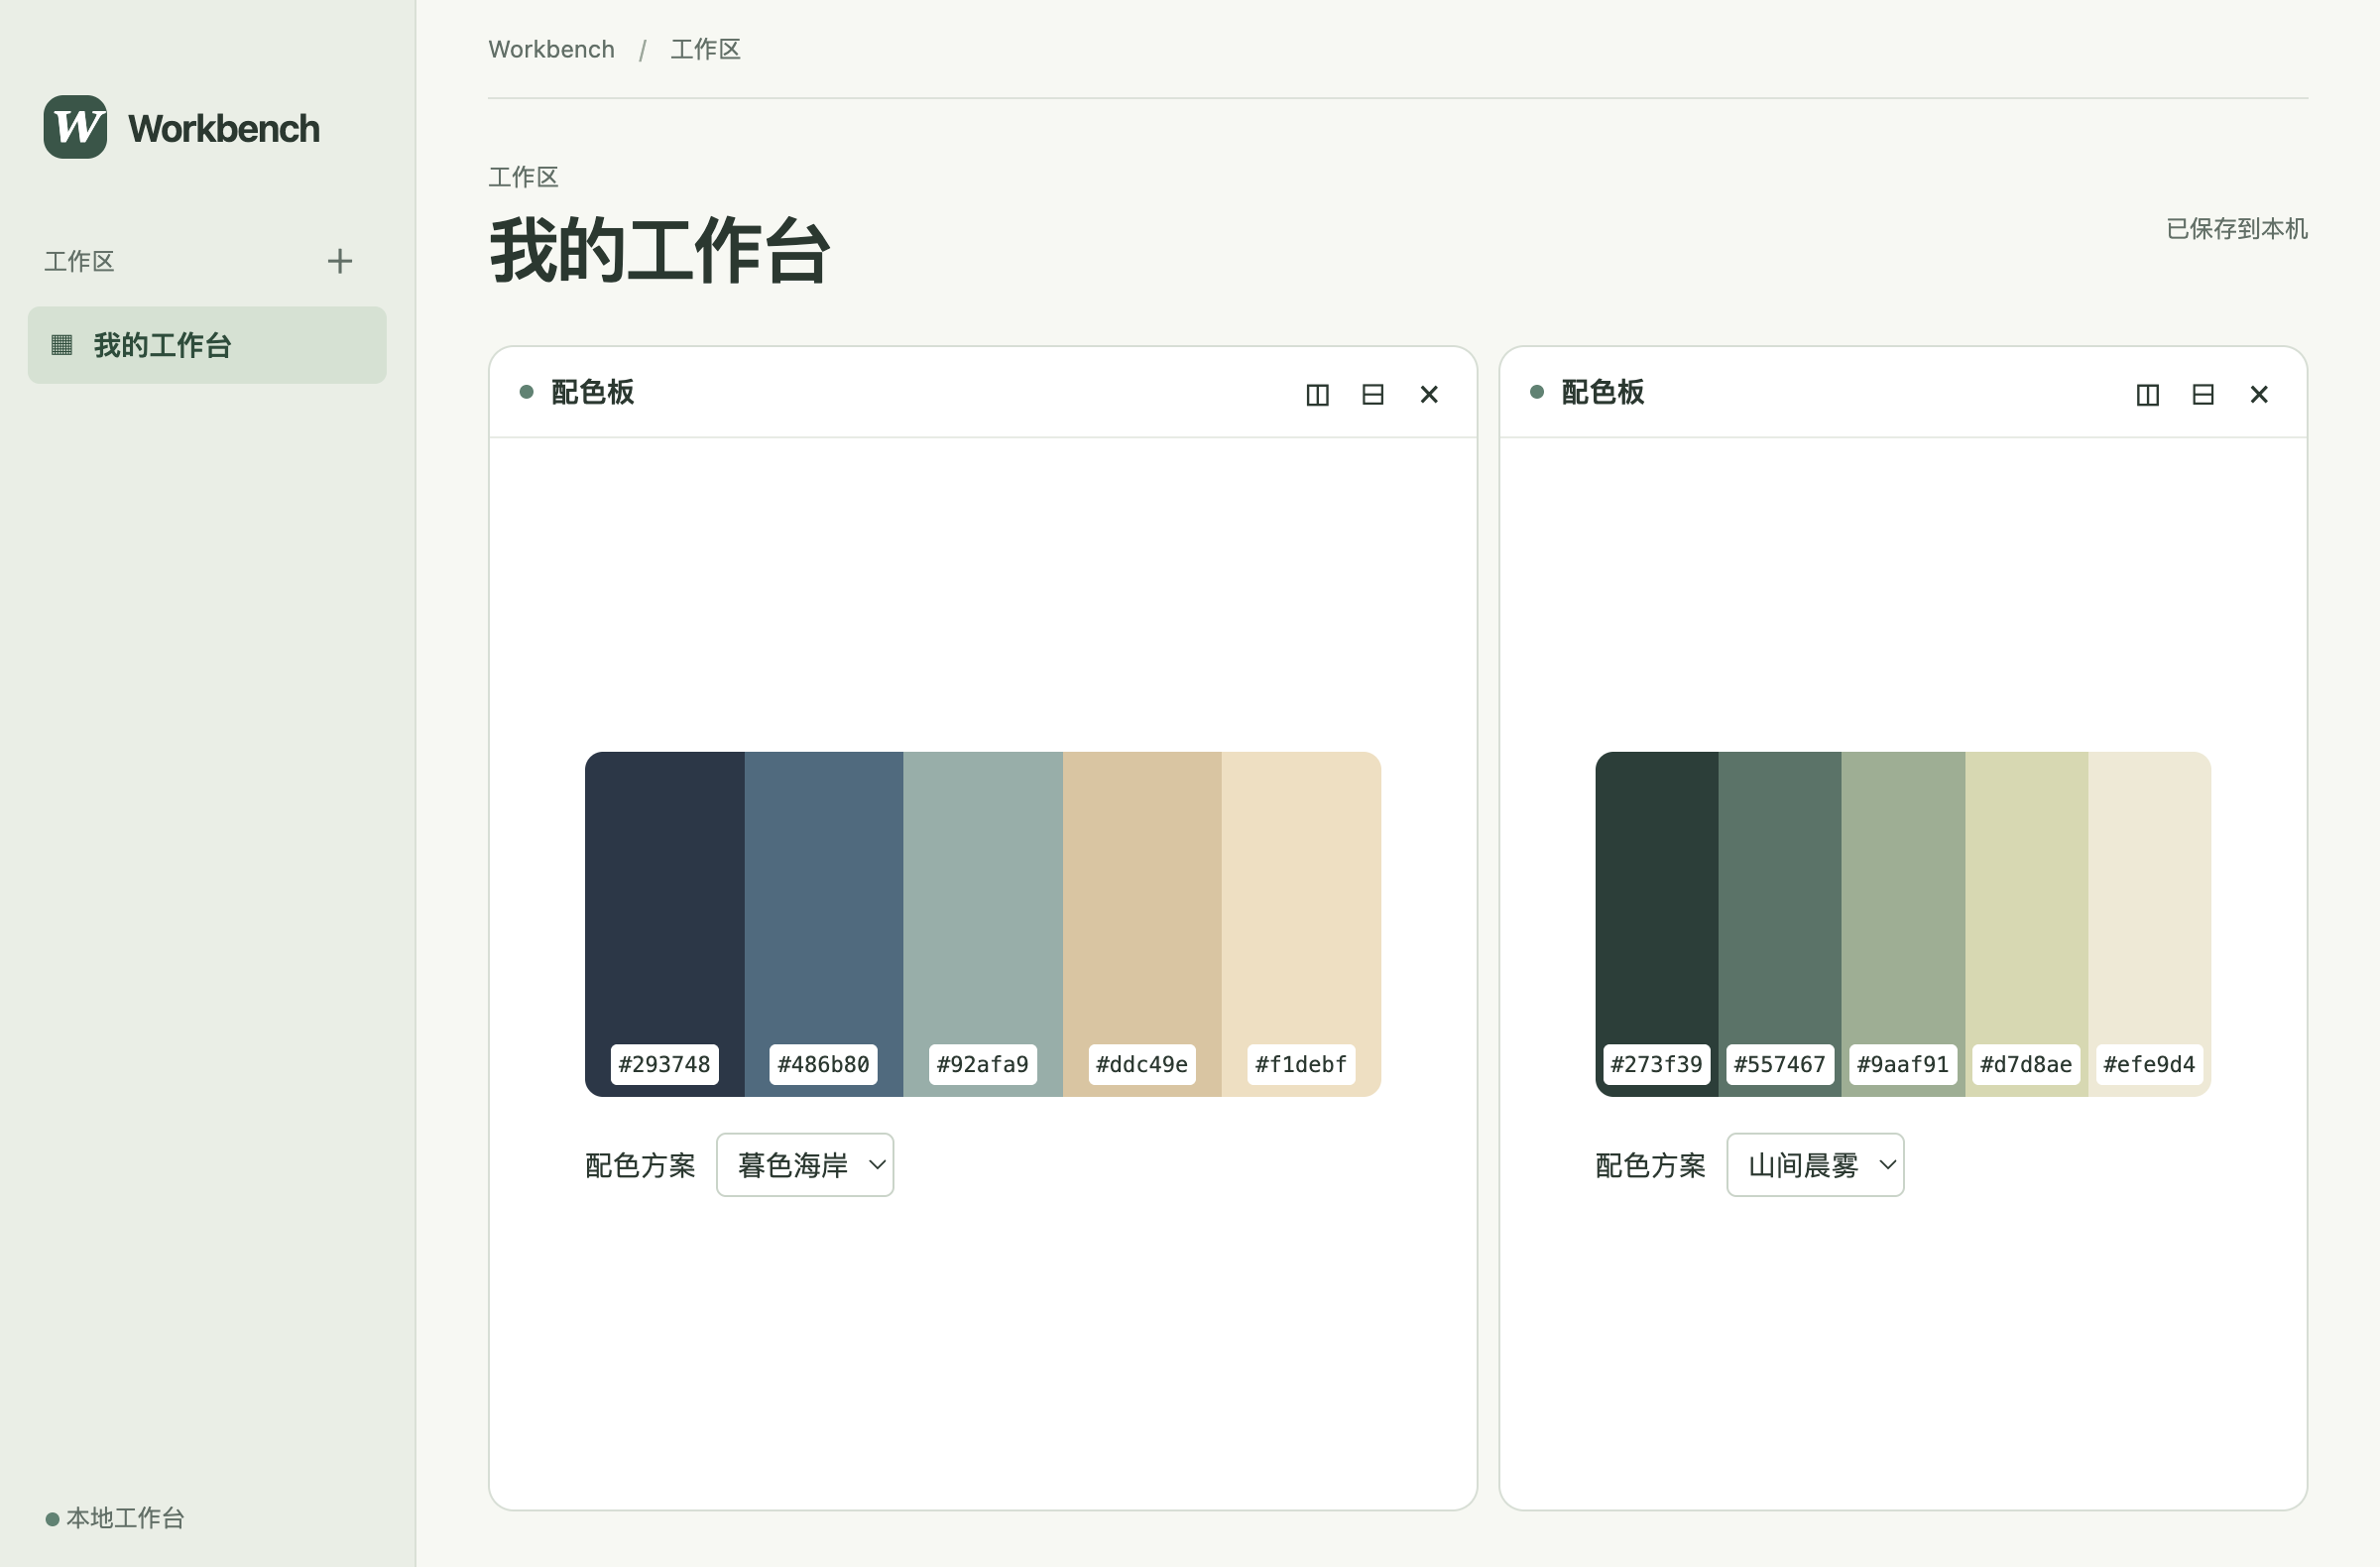 W Workbench
工作区 +
我的工作台
本地工作台
Workbench / 工作区
工作区
我的工作台
已保存到本机
配色板
#293748 #486b80 #92afa9 #ddc49e #f1debf
配色方案 暮色海岸
配色板
#273f39 #557467 #9aaf91 #d7d8ae #efe9d4
配色方案 山间晨雾